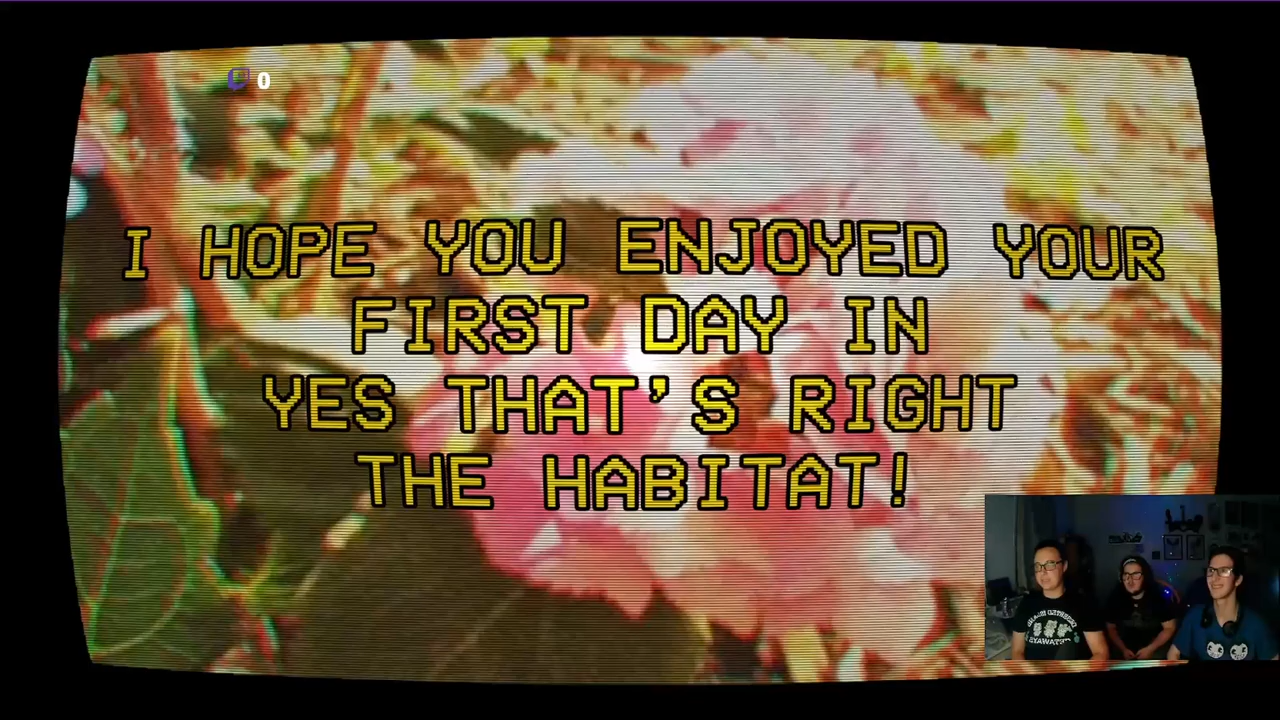 0
I HOPE YOU ENJOYED YOUR
FIRST DAY IN
YES THAT'S RIGHT
THE HABITAT!